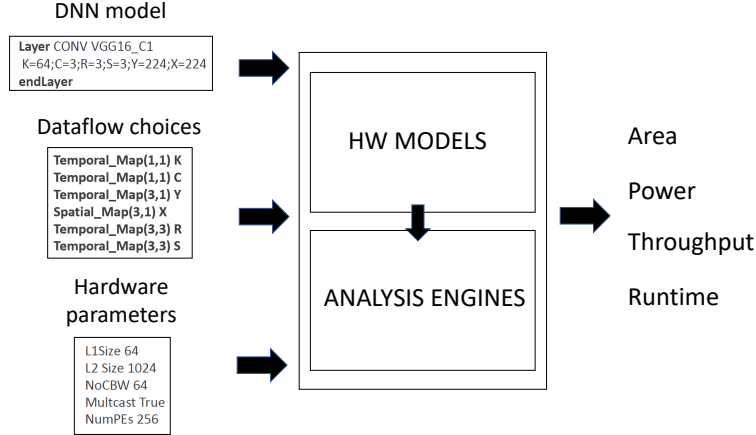 DNN model
Layer CONV VGG16_C1
K=64;C=3;R=3;S=3;Y=224;X=224
endLayer
Dataflow choices
Temporal_Map(1,1) K
Temporal_Map(1,1) C
Temporal_Map(3,1) Y
Spatial_Map(3,1) X
Temporal_Map(3,3) R
Temporal_Map(3,3) S
Hardware
parameters
L1Size 64
L2 Size 1024
NoCBW 64
Multcast True
NumPEs 256
HW MODELS
ANALYSIS ENGINES
Area
Power
Throughput
Runtime